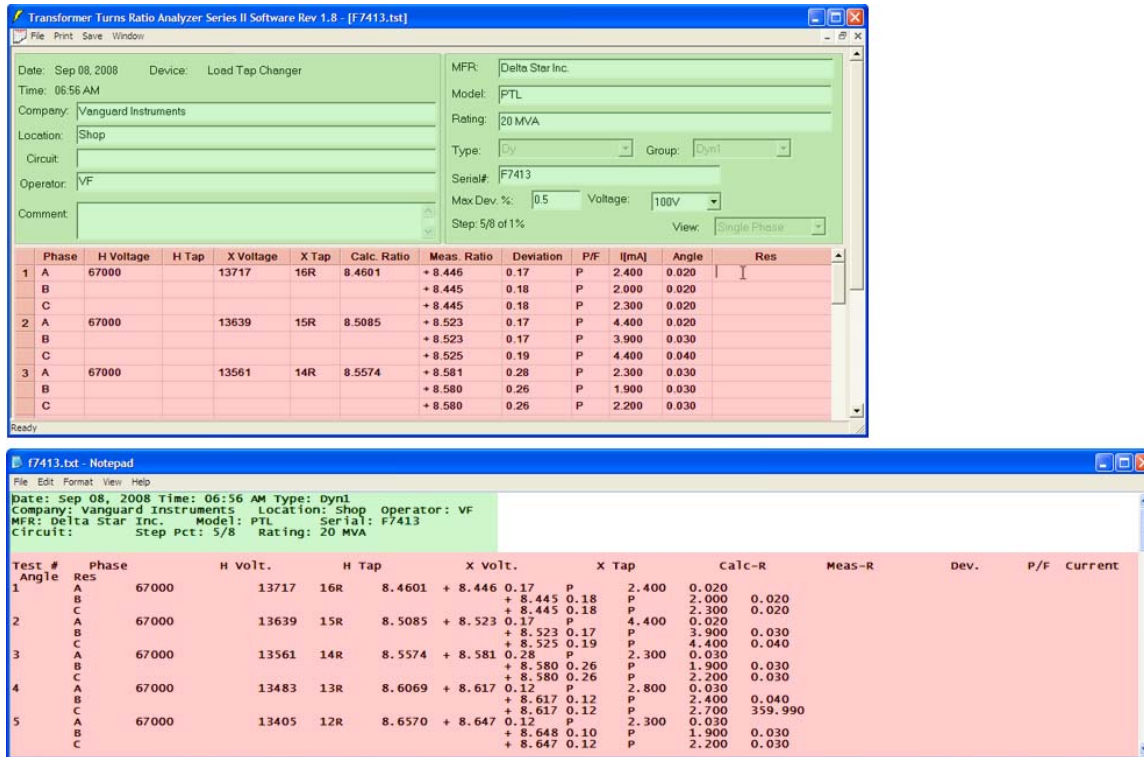 Transformer Turns Ratio Analyzer Series II Software Rev 1.8 - [F7413.tst]
File Print Save Window
Date: Sep 08, 2008 Device: Load Tap Changer
Time: 06:56 AM
Company: Vanguard Instruments
Location: Shop
Circuit:
Operator: VF
Comment:
MFR: Delta Star Inc.
Model: PTL
Rating: 20 MVA
Type: Dy Group: Dyn1
Serial#: F7413
Max Dev. %: 0.5 Voltage: 100V
Step: 5/8 of 1% View: Single Phase
Phase H Voltage H Tap X Voltage X Tap Calc. Ratio Meas. Ratio Deviation P/F I[mA] Angle Res
1 A 67000 13717 16R 8.4601 + 8.446 0.17 P 2.400 0.020
B + 8.445 0.18 P 2.000 0.020
C + 8.445 0.18 P 2.300 0.020
2 A 67000 13639 15R 8.5085 + 8.523 0.17 P 4.400 0.020
B + 8.523 0.17 P 3.900 0.030
C + 8.525 0.19 P 4.400 0.040
3 A 67000 13561 14R 8.5574 + 8.581 0.28 P 2.300 0.030
B + 8.580 0.26 P 1.900 0.030
C + 8.580 0.26 P 2.200 0.030
Ready
f7413.txt - Notepad
File Edit Format View Help
Date: Sep 08, 2008 Time: 06:56 AM Type: Dyn1
Company: Vanguard Instruments Location: Shop Operator: VF
MFR: Delta Star Inc. Model: PTL Serial: F7413
Circuit: Step Pct: 5/8 Rating: 20 MVA
Test # Phase H Volt. H Tap X Volt. X Tap Calc-R Meas-R Dev. P/F Current
Angle Res
1 A 67000 13717 16R 8.4601 + 8.446 0.17 P 2.400 0.020
B + 8.445 0.18 P 2.000 0.020
C + 8.445 0.18 P 2.300 0.020
2 A 67000 13639 15R 8.5085 + 8.523 0.17 P 4.400 0.020
B + 8.523 0.17 P 3.900 0.030
C + 8.525 0.19 P 4.400 0.040
3 A 67000 13561 14R 8.5574 + 8.581 0.28 P 2.300 0.030
B + 8.580 0.26 P 1.900 0.030
C + 8.580 0.26 P 2.200 0.030
4 A 67000 13483 13R 8.6069 + 8.617 0.12 P 2.800 0.030
B + 8.617 0.12 P 2.400 0.040
C + 8.617 0.12 P 2.700 359.990
5 A 67000 13405 12R 8.6570 + 8.647 0.12 P 2.300 0.030
B + 8.648 0.10 P 1.900 0.030
C + 8.647 0.12 P 2.200 0.030